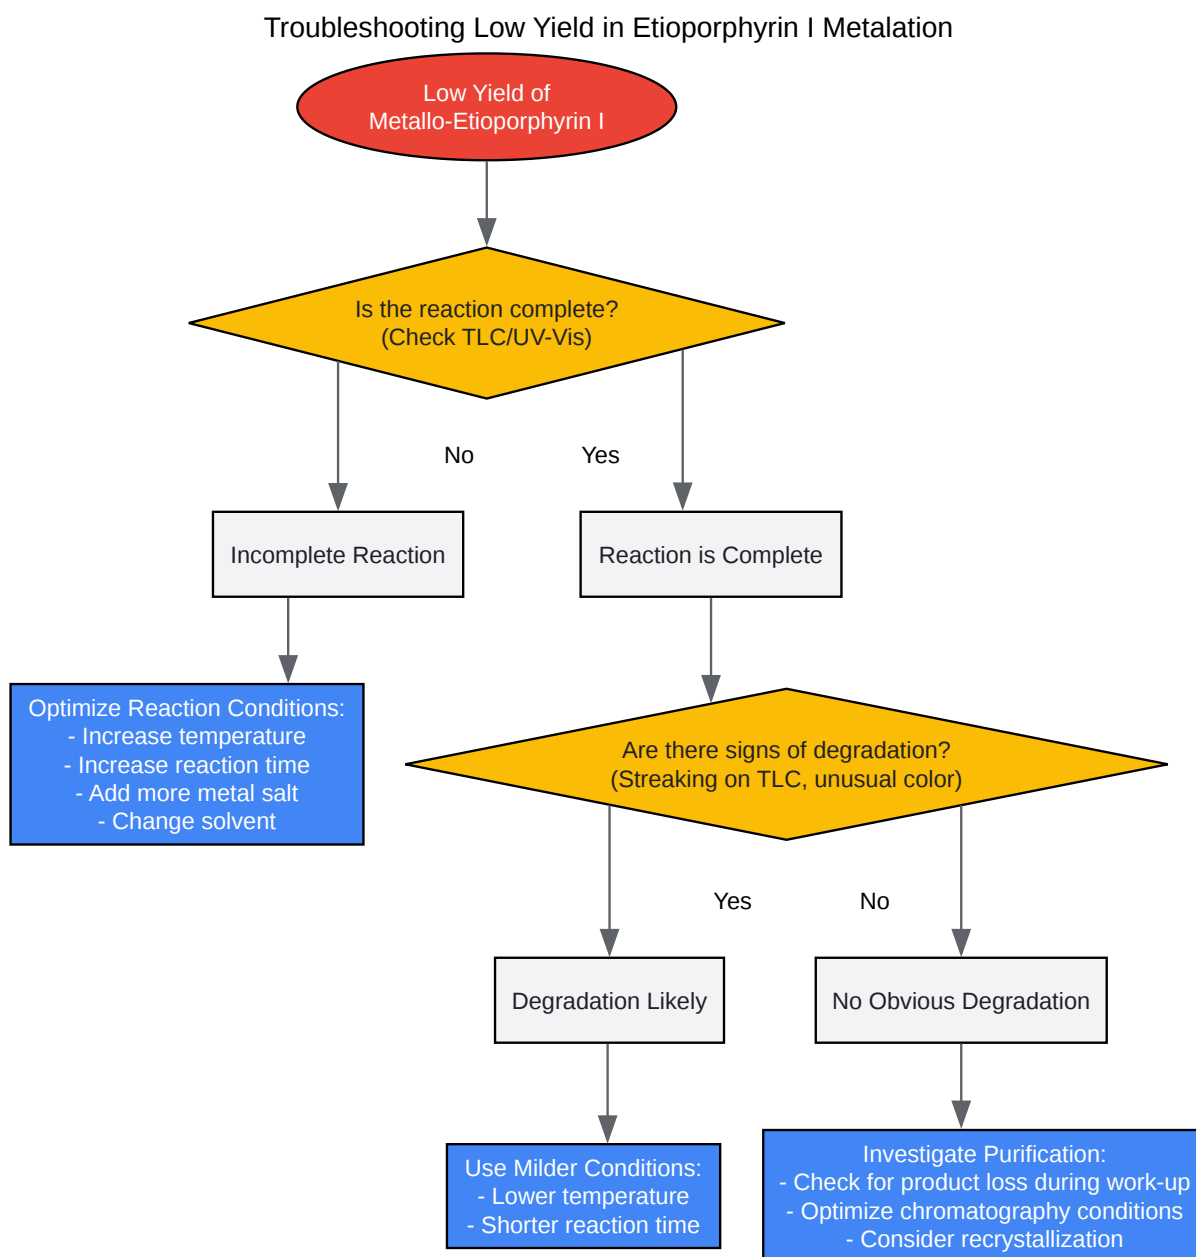 Troubleshooting Low Yield in Etioporphyrin I Metalation
Low Yield of
Metallo-Etioporphyrin I
Is the reaction complete?
(Check TLC/UV-Vis)
No
Yes
Incomplete Reaction
Reaction is Complete
Optimize Reaction Conditions:
- Increase temperature
- Increase reaction time
- Add more metal salt
- Change solvent
Are there signs of degradation?
(Streaking on TLC, unusual color)
Yes
No
Degradation Likely
No Obvious Degradation
Use Milder Conditions:
- Lower temperature
- Shorter reaction time
Investigate Purification:
- Check for product loss during work-up
- Optimize chromatography conditions
- Consider recrystallization